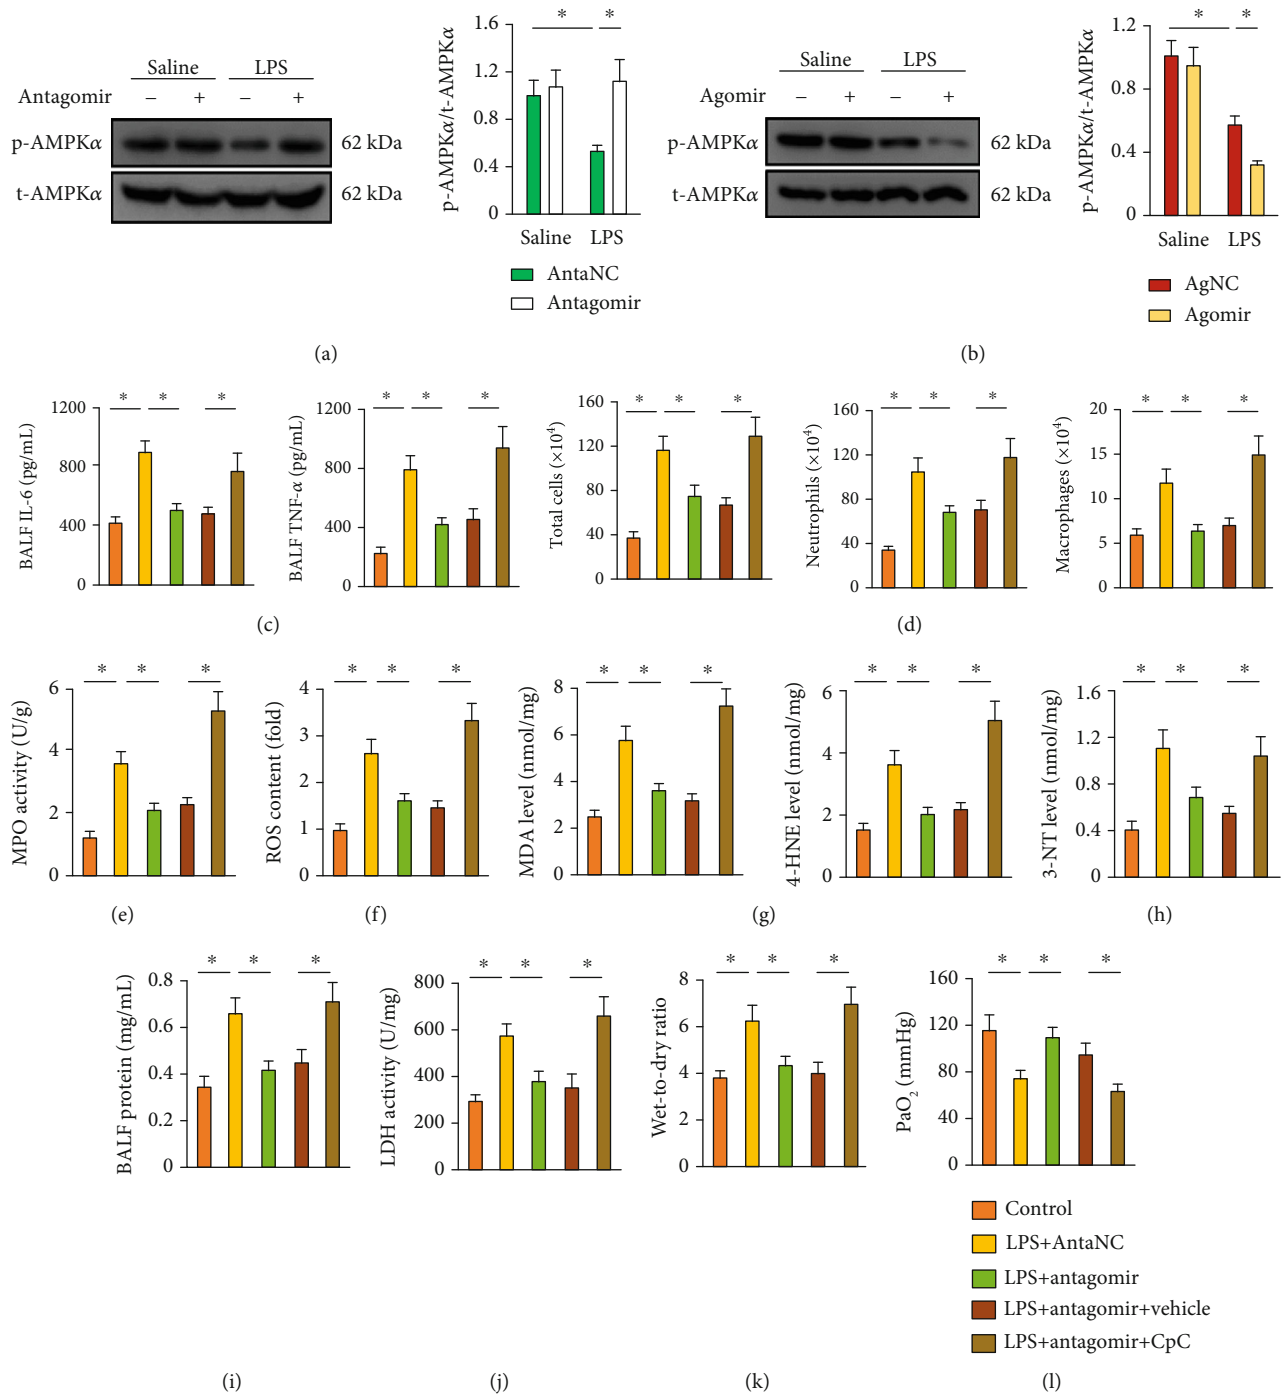 Saline LPS
Antagomir − + − +
p-AMPKα 62 kDa
t-AMPKα 62 kDa
p-AMPKα/t-AMPKα
1.6
1.2
0.8
0.4
0
* *
Saline LPS
AntaNC
Antagomir
(a)
Saline LPS
Agomir − + − +
p-AMPKα 62 kDa
t-AMPKα 62 kDa
p-AMPKα/t-AMPKα
1.2
0.8
0.4
0
* *
Saline LPS
AgNC
Agomir
(b)
BALF IL-6 (pg/mL)
1200
800
400
0
* * *
BALF TNF-α (pg/mL)
1200
800
400
0
* * *
(c)
Total cells (×10⁴)
160
120
80
40
0
* * *
Neutrophils (×10⁴)
160
120
80
40
0
* * *
Macrophages (×10⁴)
20
15
10
5
0
* * *
(d)
MPO activity (U/g)
6
4
2
0
* * *
(e)
ROS content (fold)
4
3
2
1
0
* * *
(f)
MDA level (nmol/mg)
8
6
4
2
0
* * *
4-HNE level (nmol/mg)
6
4
2
0
* * *
(g)
3-NT level (nmol/mg)
1.6
1.2
0.8
0.4
0
* * *
(h)
BALF protein (mg/mL)
0.8
0.6
0.4
0.2
0
* * *
(i)
LDH activity (U/mg)
800
600
400
200
0
* * *
(j)
Wet-to-dry ratio
8
6
4
2
0
* * *
(k)
PaO₂ (mmHg)
160
120
80
40
0
* * *
Control
LPS+AntaNC
LPS+antagomir
LPS+antagomir+vehicle
LPS+antagomir+CpC
(l)